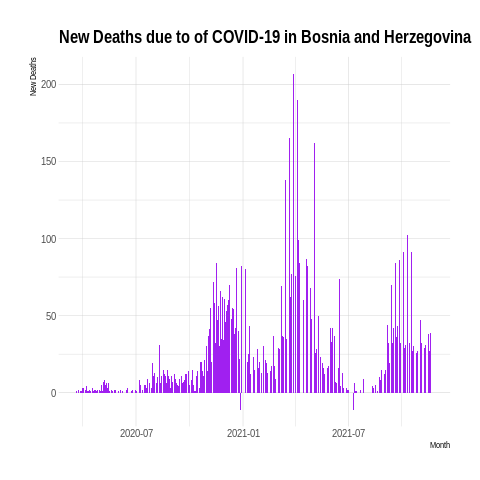 New Deaths due to of COVID-19 in Bosnia and Herzegovina
New Deaths
200
150
100
50
0
2020-07
2021-01
2021-07
Month